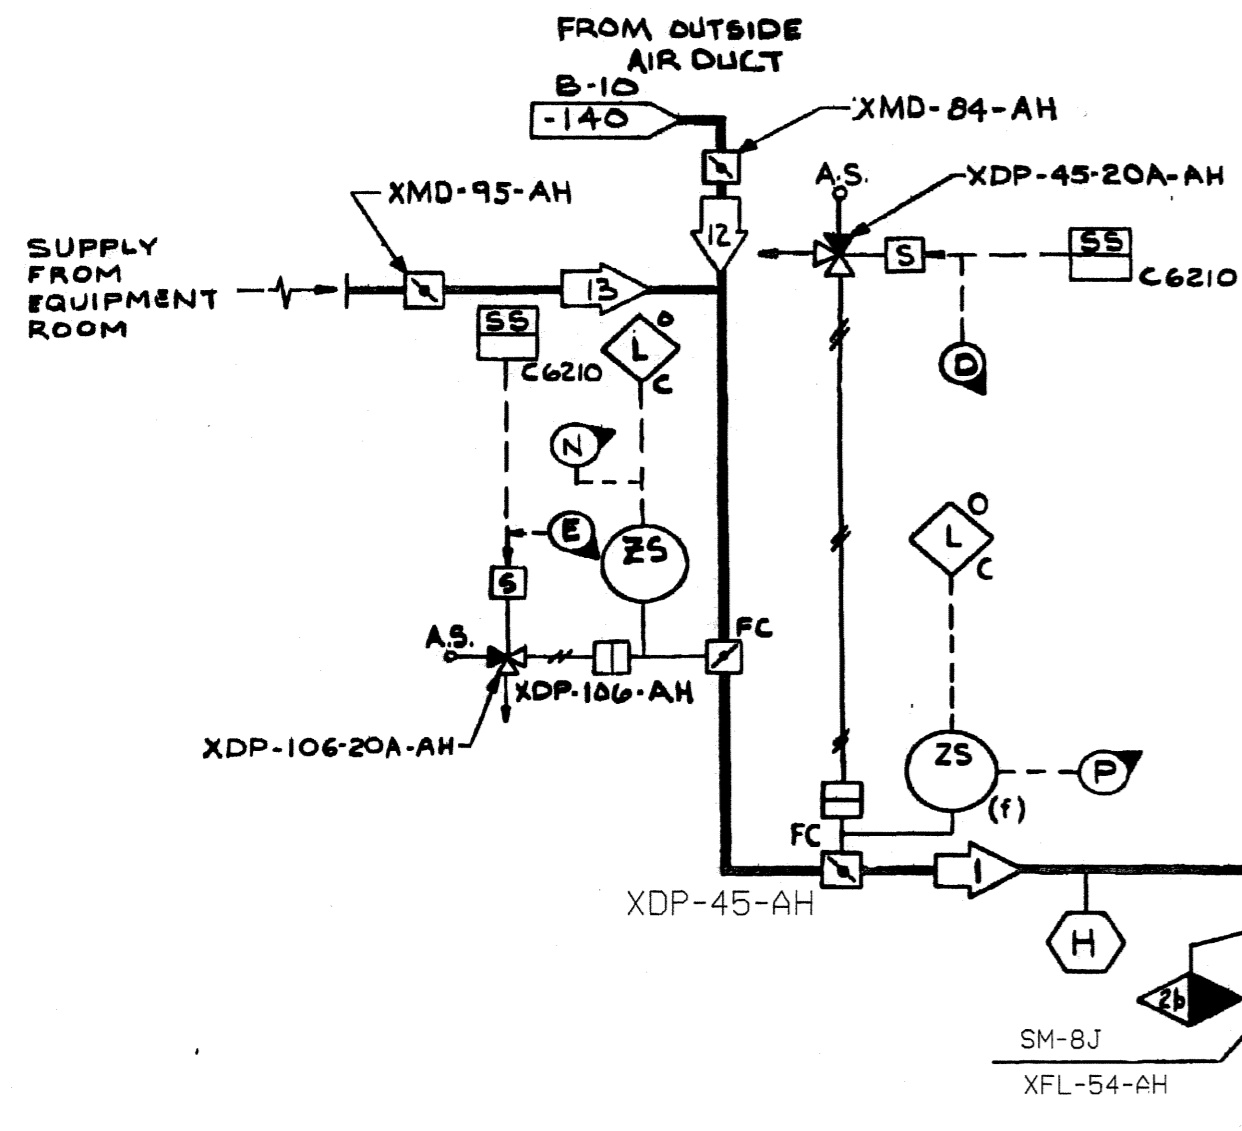 FROM OUTSIDE
AIR DUCT
B-10
-140
XMD-84-AH
A.S.
XDP-45-20A-AH
XMD-95-AH
12
S
SS
C6210
SUPPLY
FROM
EQUIPMENT
ROOM
13
SS
C6210
L
O
C
D
N
E
ZS
S
L
O
C
A.S.
FC
XDP-106-AH
XDP-106-20A-AH
ZS
(f)
P
FC
1
XDP-45-AH
H
2b
SM-8J
XFL-54-AH